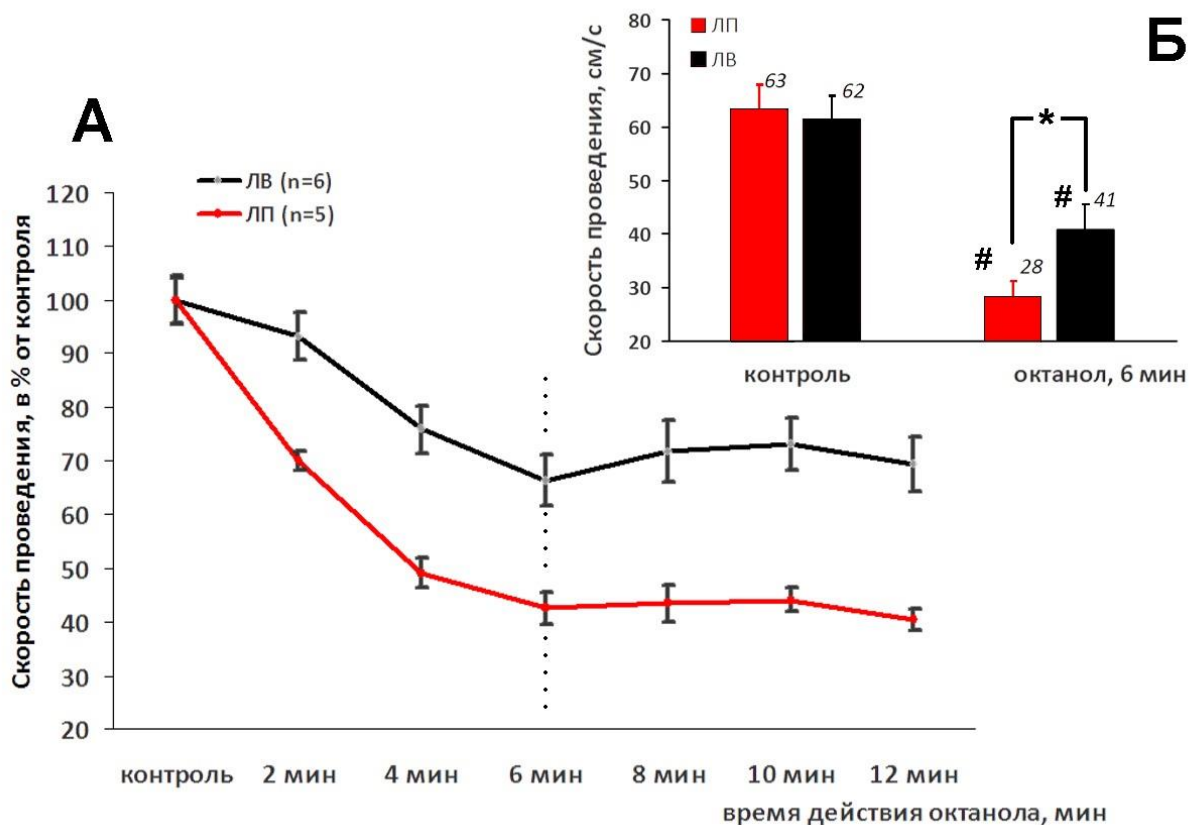 А
Скорость проведения, в % от контроля
120
110
100
90
80
70
60
50
40
30
20
ЛВ (n=6)
ЛП (n=5)
контроль
2 мин
4 мин
6 мин
8 мин
10 мин
12 мин
время действия октанола, мин
Б
Скорость проведения, см/с
80
70
60
50
40
30
20
ЛП
ЛВ
63
62
*
#
28
#
41
контроль
октанол, 6 мин